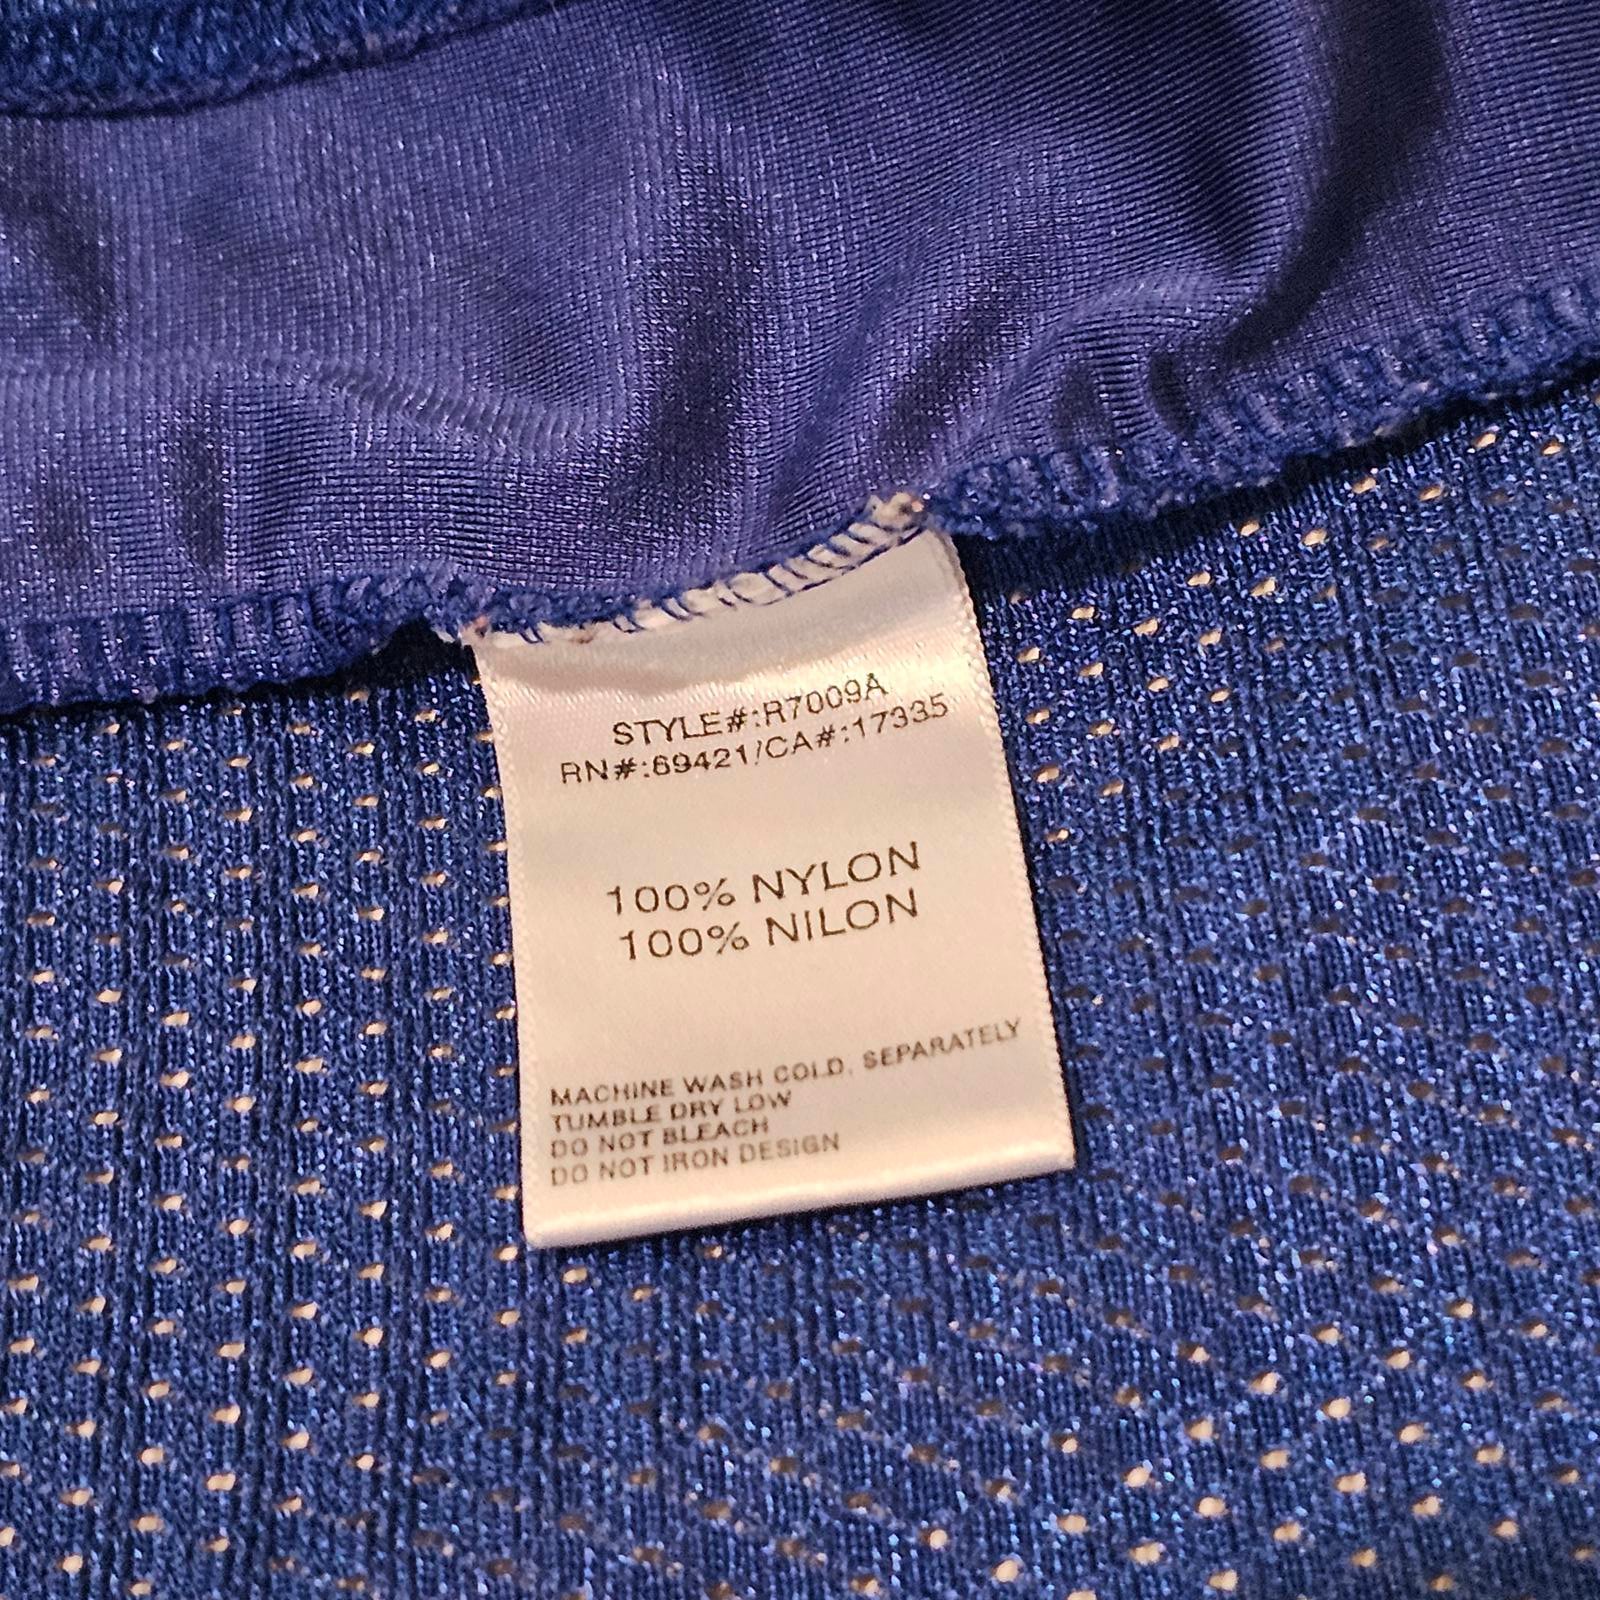 STYLE#:R7009A
RN#:69421/CA#:17335
100% NYLON
100% NILON
MACHINE WASH COLD, SEPARATELY
TUMBLE DRY LOW
DO NOT BLEACH
DO NOT IRON DESIGN